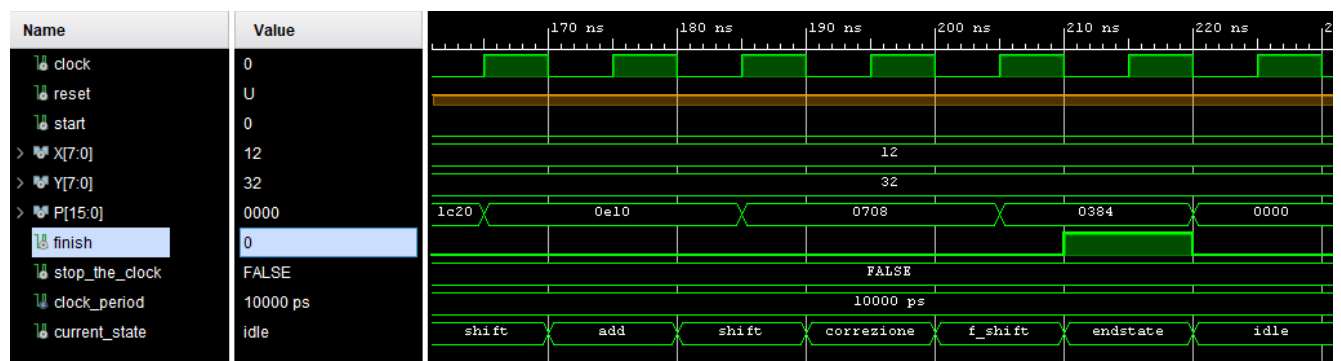 Name Value 170 ns 180 ns 190 ns 200 ns 210 ns 220 ns 2
clock 0
reset U
start 0
X[7:0] 12 12
Y[7:0] 32 32
P[15:0] 0000 1c20 0e10 0708 0384 0000
finish 0
stop_the_clock FALSE FALSE
clock_period 10000 ps 10000 ps
current_state idle shift add shift correzione f_shift endstate idle